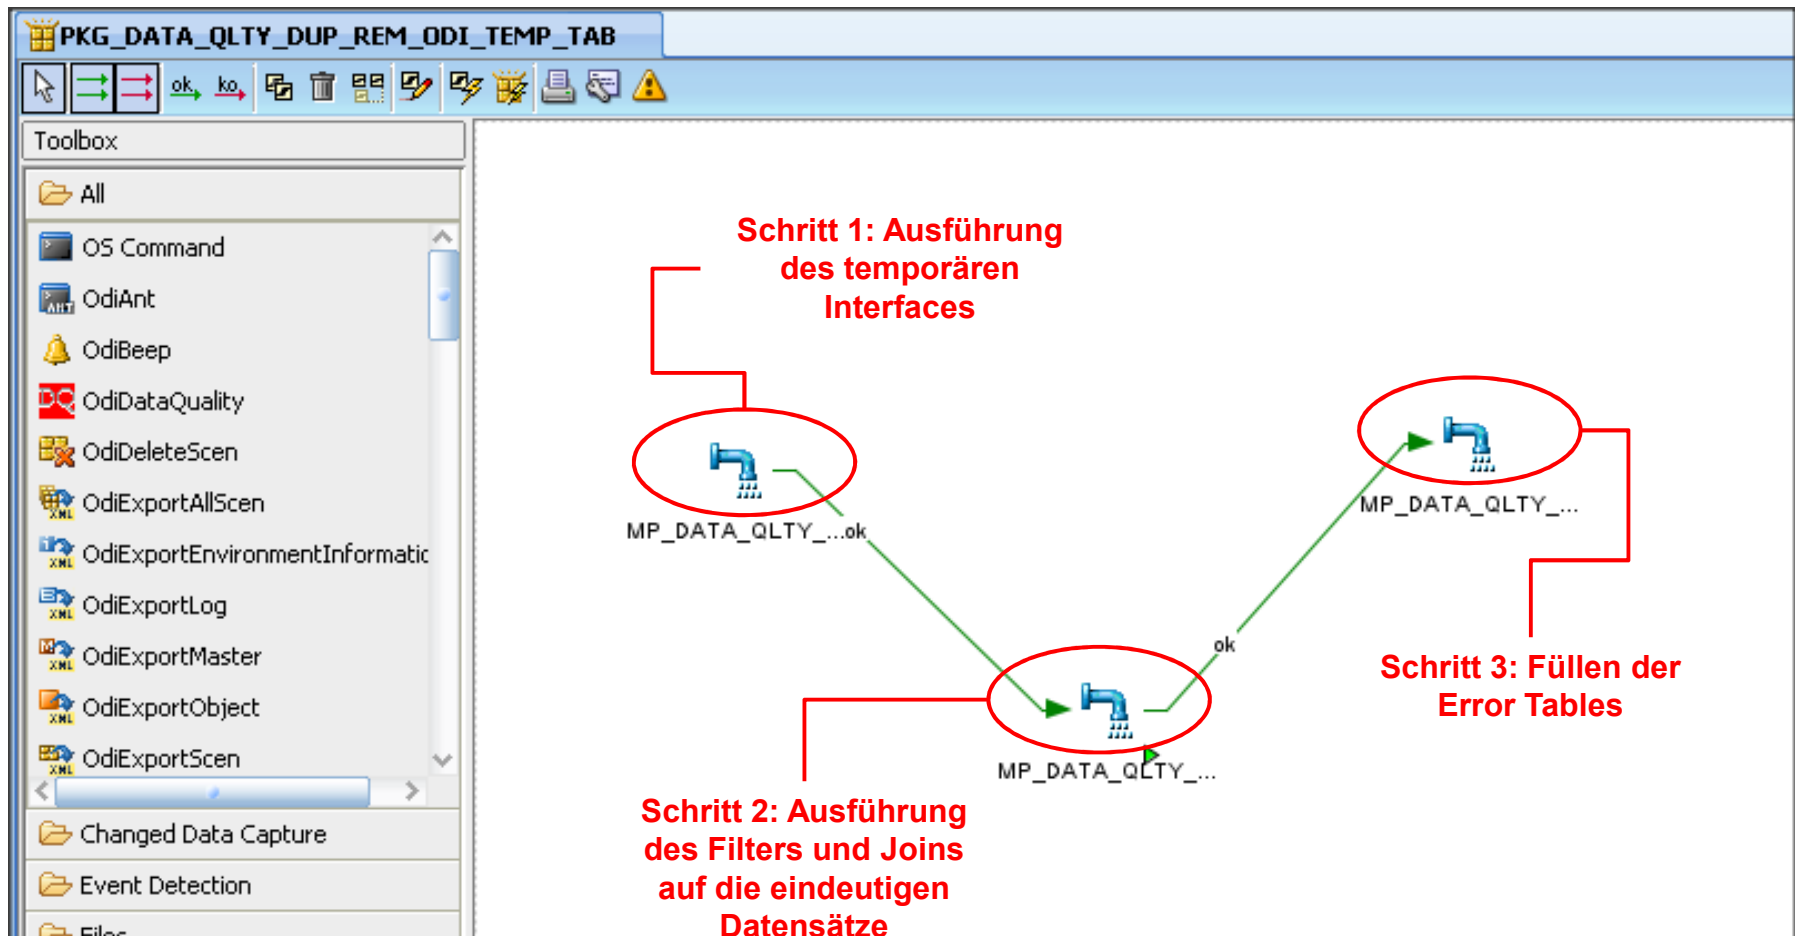 PKG_DATA_QLTY_DUP_REM_ODI_TEMP_TAB
ok
ko
Toolbox
All
OS Command
OdiAnt
OdiBeep
OdiDataQuality
OdiDeleteScen
OdiExportAllScen
OdiExportEnvironmentInformatic
OdiExportLog
OdiExportMaster
OdiExportObject
OdiExportScen
Changed Data Capture
Event Detection
Files
Schritt 1: Ausführung
des temporären
Interfaces
MP_DATA_QLTY_...
ok
MP_DATA_QLTY_...
ok
MP_DATA_QLTY_...
Schritt 3: Füllen der
Error Tables
Schritt 2: Ausführung
des Filters und Joins
auf die eindeutigen
Datensätze